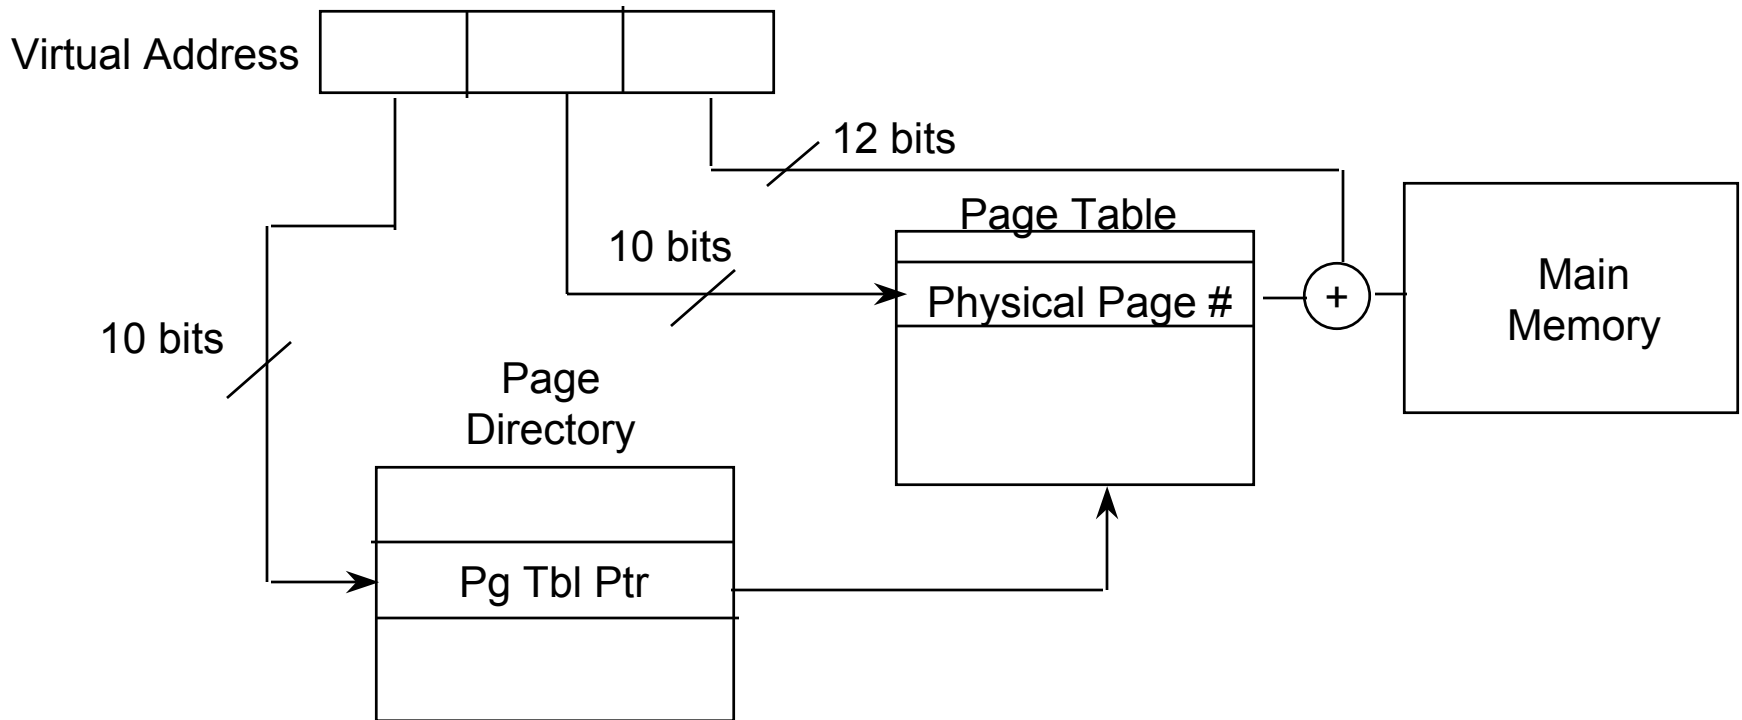 Virtual Address
12 bits
Page Table
10 bits
Physical Page #
+
Main
Memory
10 bits
Page
Directory
Pg Tbl Ptr